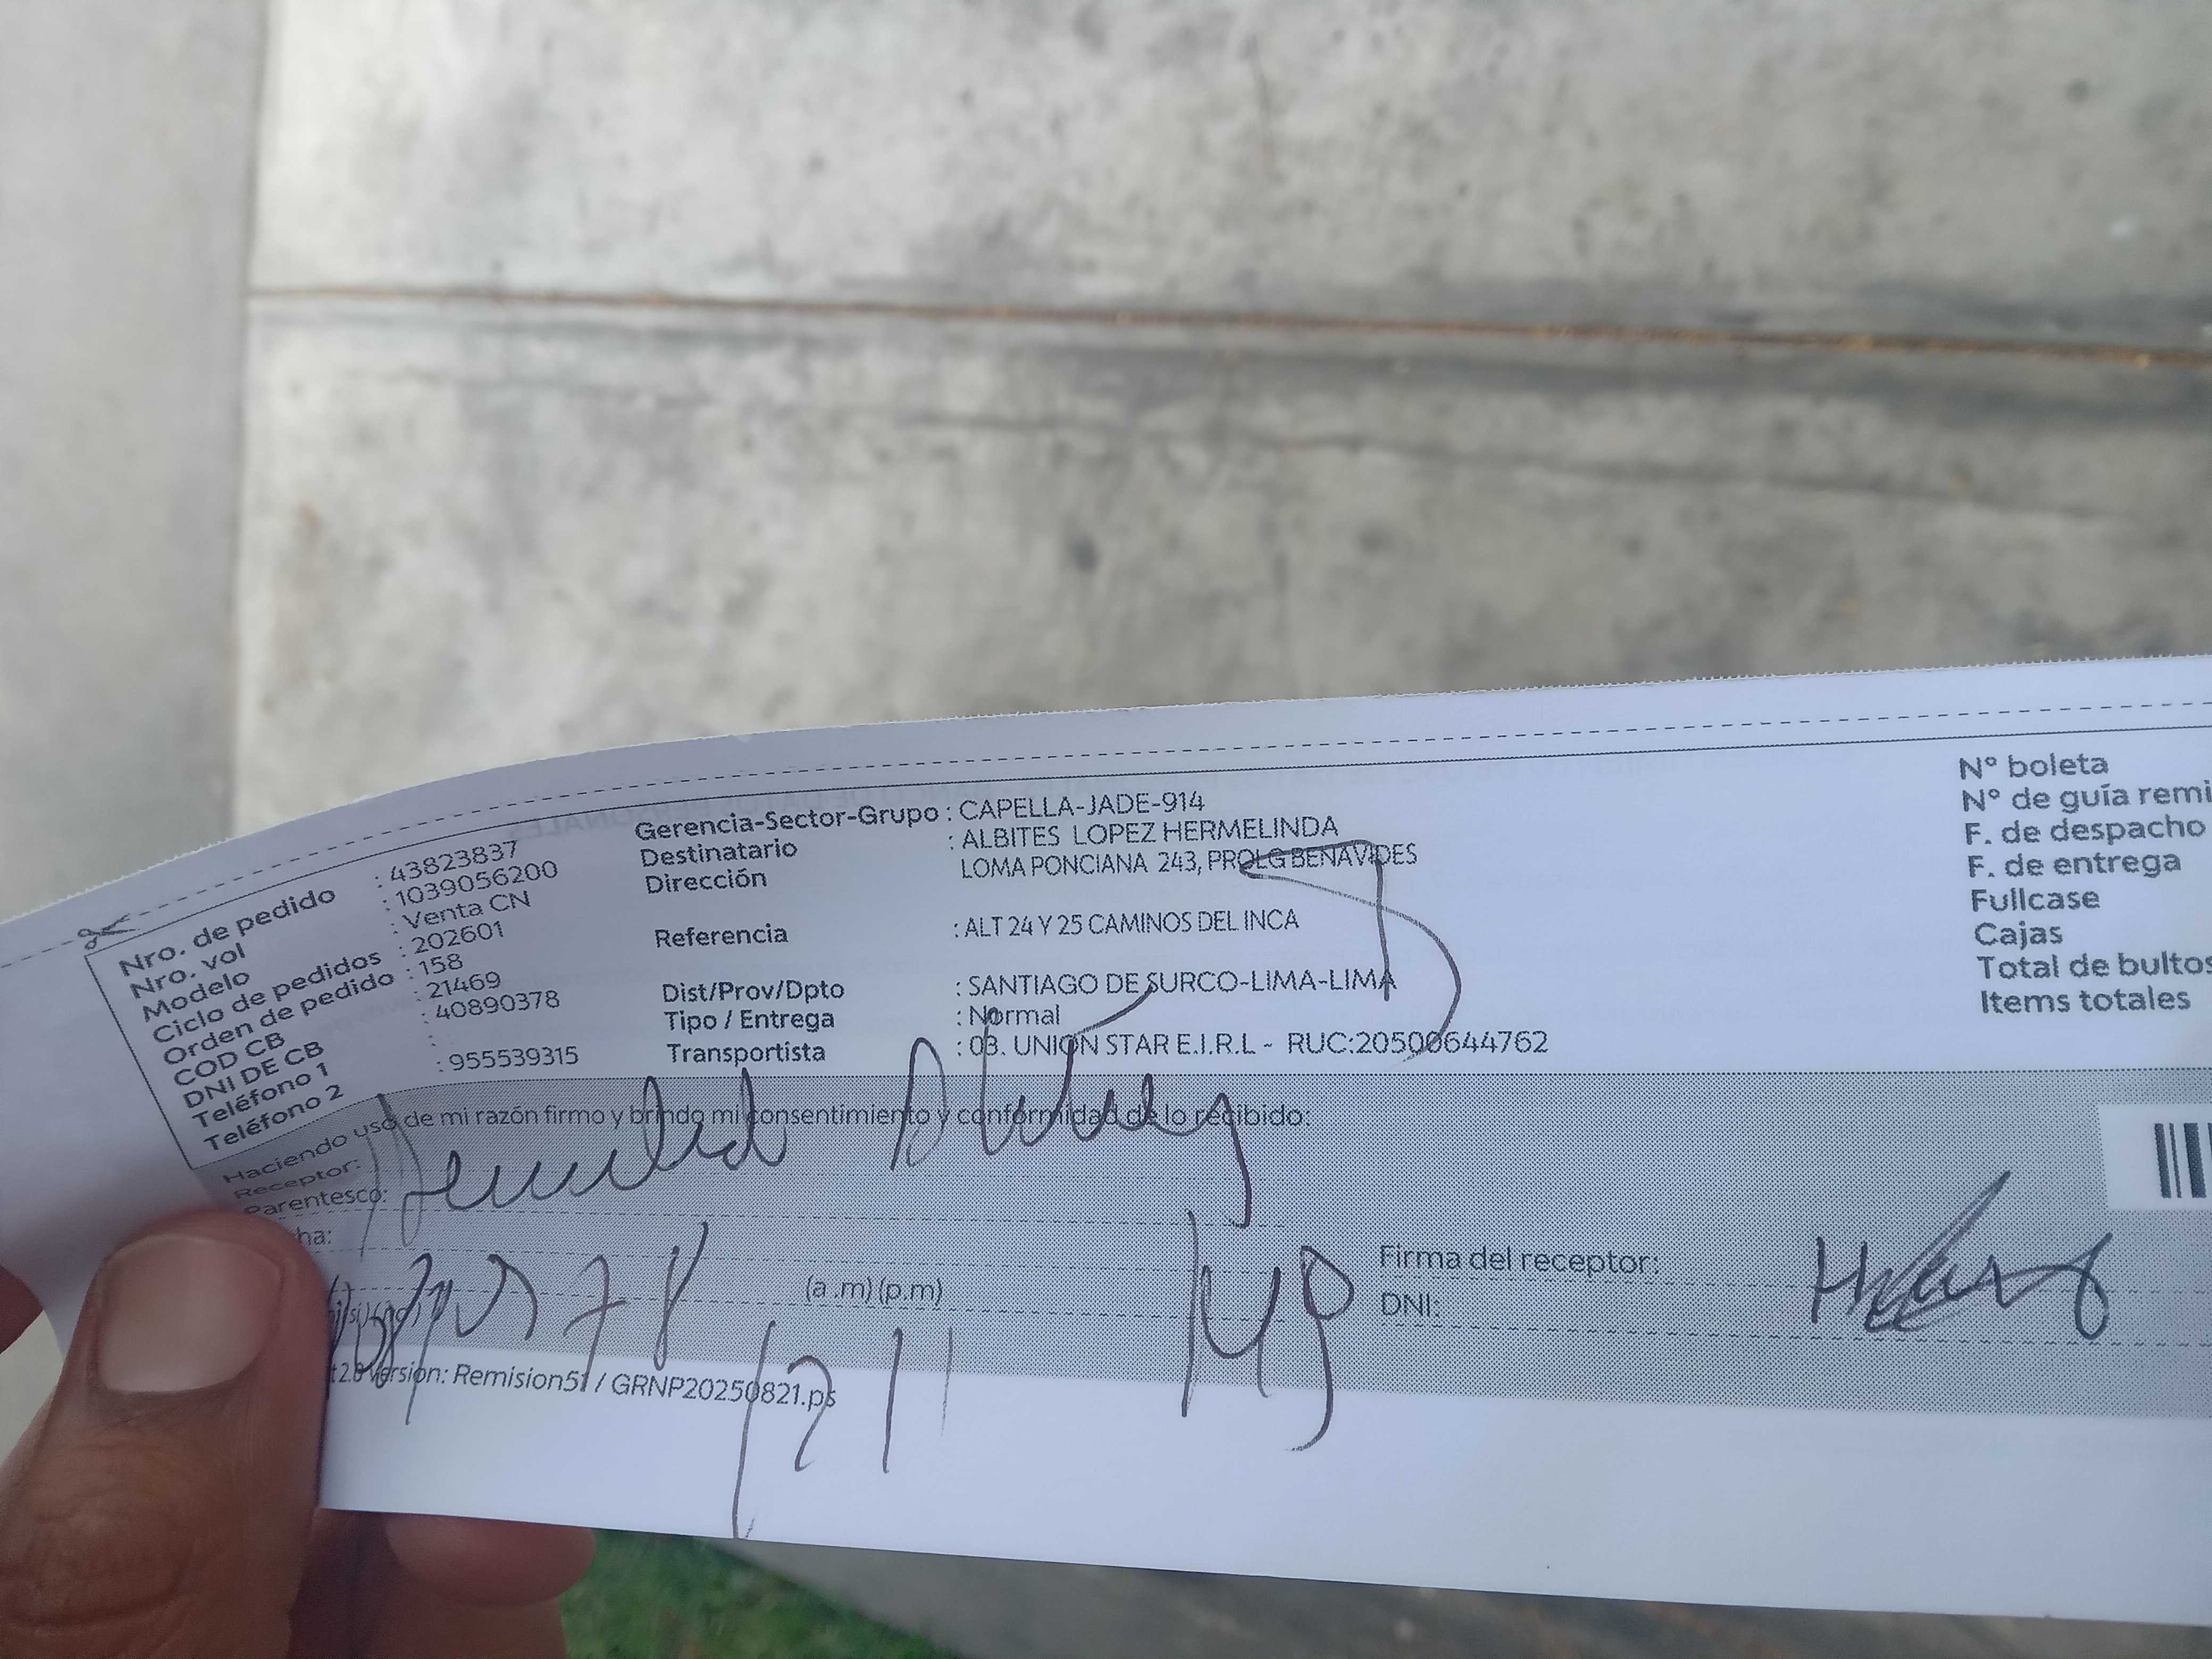 Nro. de pedido : 43823837
Nro. vol : 1039056200
Modelo : Venta CN
Ciclo de pedidos : 202601
Orden de pedido : 158
COD CB : 21469
DNI DE CB : 40890378
Teléfono 1 :
Teléfono 2 : 955539315
Gerencia-Sector-Grupo : CAPELLA-JADE-914
Destinatario : ALBITES LOPEZ HERMELINDA
Dirección LOMA PONCIANA 243, PROLG BENAVIDES
Referencia : ALT 24 Y 25 CAMINOS DEL INCA
Dist/Prov/Dpto : SANTIAGO DE SURCO-LIMA-LIMA
Tipo / Entrega : Normal
Transportista : 03. UNION STAR E.I.R.L - RUC:20500644762
N° boleta
N° de guía remi
F. de despacho
F. de entrega
Fullcase
Cajas
Total de bultos
Items totales
Haciendo uso de mi razón firmo y brindo mi consentimiento y conformidad de lo recibido:
Receptor:
Parentesco:
ha:
(a .m) (p.m)
(si) (no)
Firma del receptor:
DNI:
t2.0 Version: Remision51 / GRNP20250821.ps